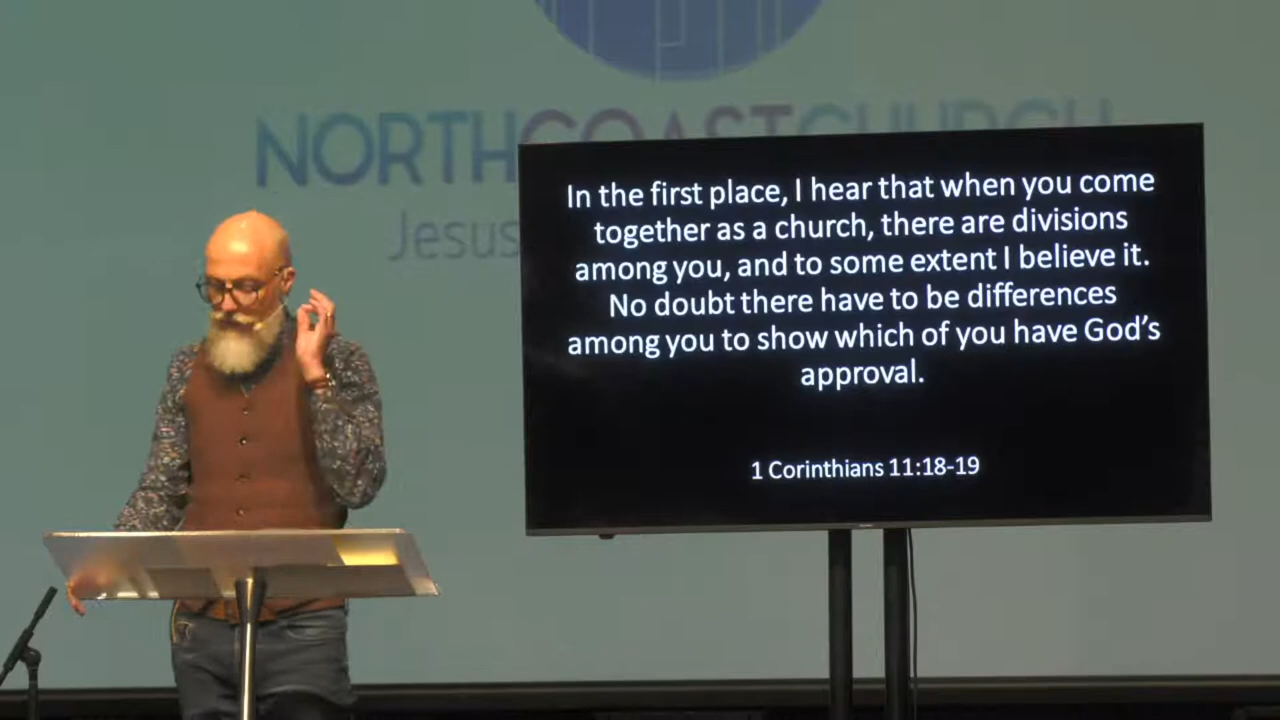 NORTHCOASTCHURCH
Jesus
In the first place, I hear that when you come
together as a church, there are divisions
among you, and to some extent I believe it.
No doubt there have to be differences
among you to show which of you have God's
approval.
1 Corinthians 11:18-19